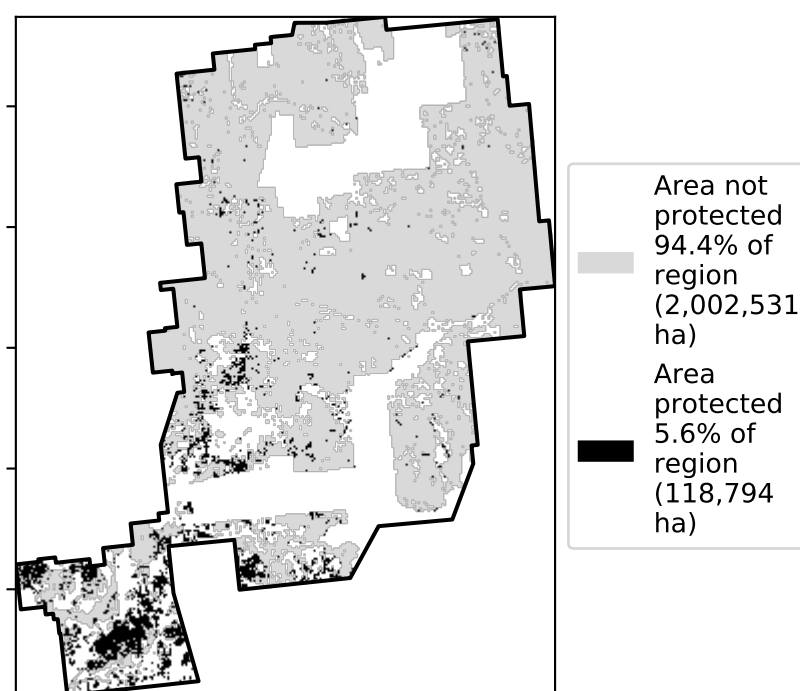 Area not
protected
94.4% of
region
(2,002,531
ha)
Area
protected
5.6% of
region
(118,794
ha)